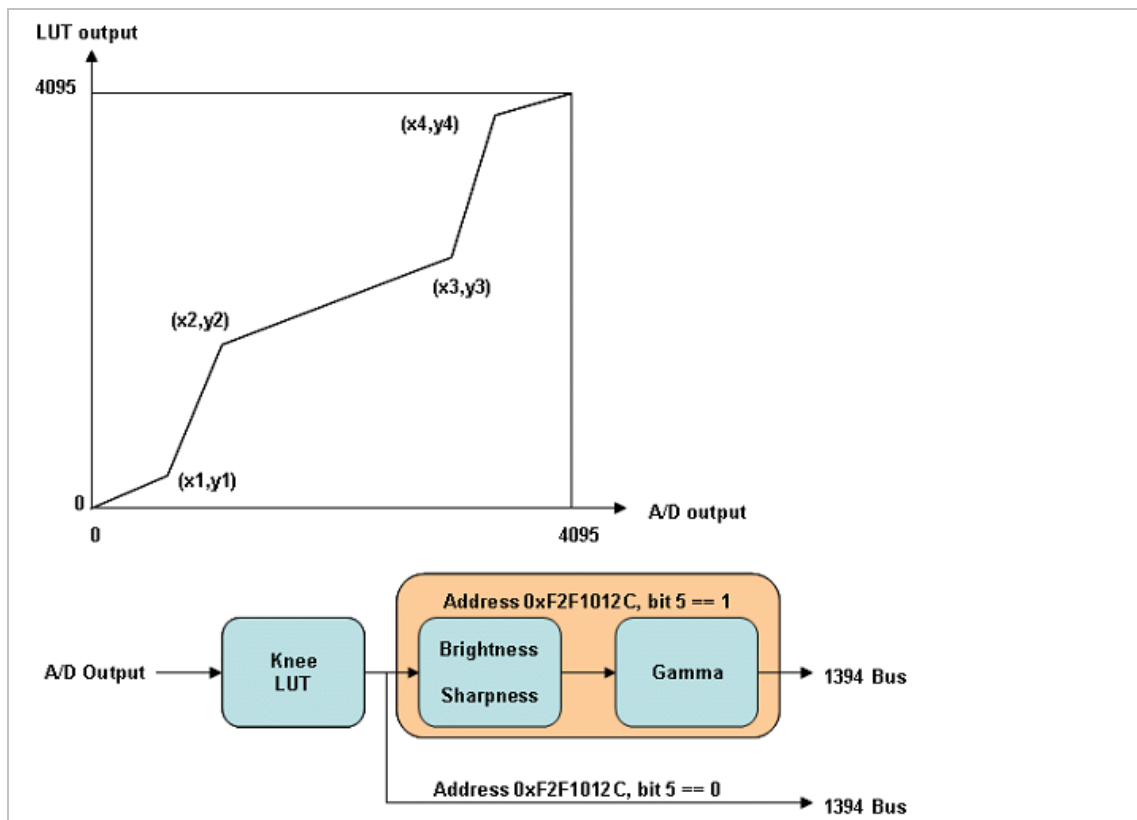 LUT output
4095
(x4,y4)
(x3,y3)
(x2,y2)
(x1,y1)
0
A/D output
0
4095
Address 0xF2F1012C, bit 5 == 1
A/D Output
Knee
LUT
Brightness
Sharpness
Gamma
1394 Bus
Address 0xF2F1012C, bit 5 == 0
1394 Bus